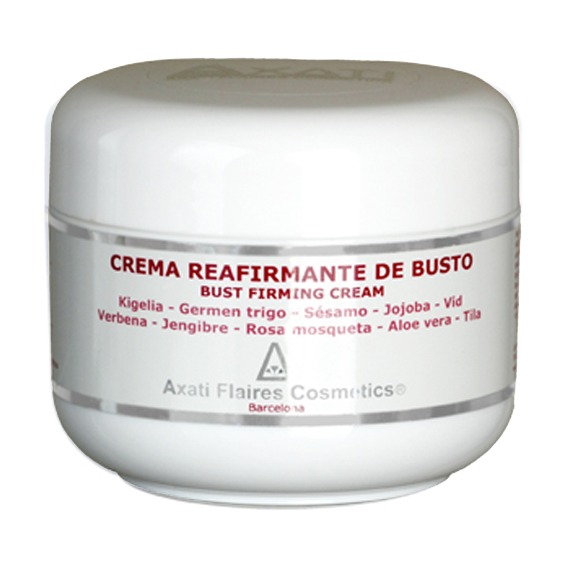 CREMA REAFIRMANTE DE BUSTO
BUST FIRMING CREAM
Kigelia - Germen trigo - Sésamo - Jojoba - Vid
Verbena - Jengibre - Rosa mosqueta - Aloe vera - Tila
Axati Flaires Cosmetics®
Barcelona